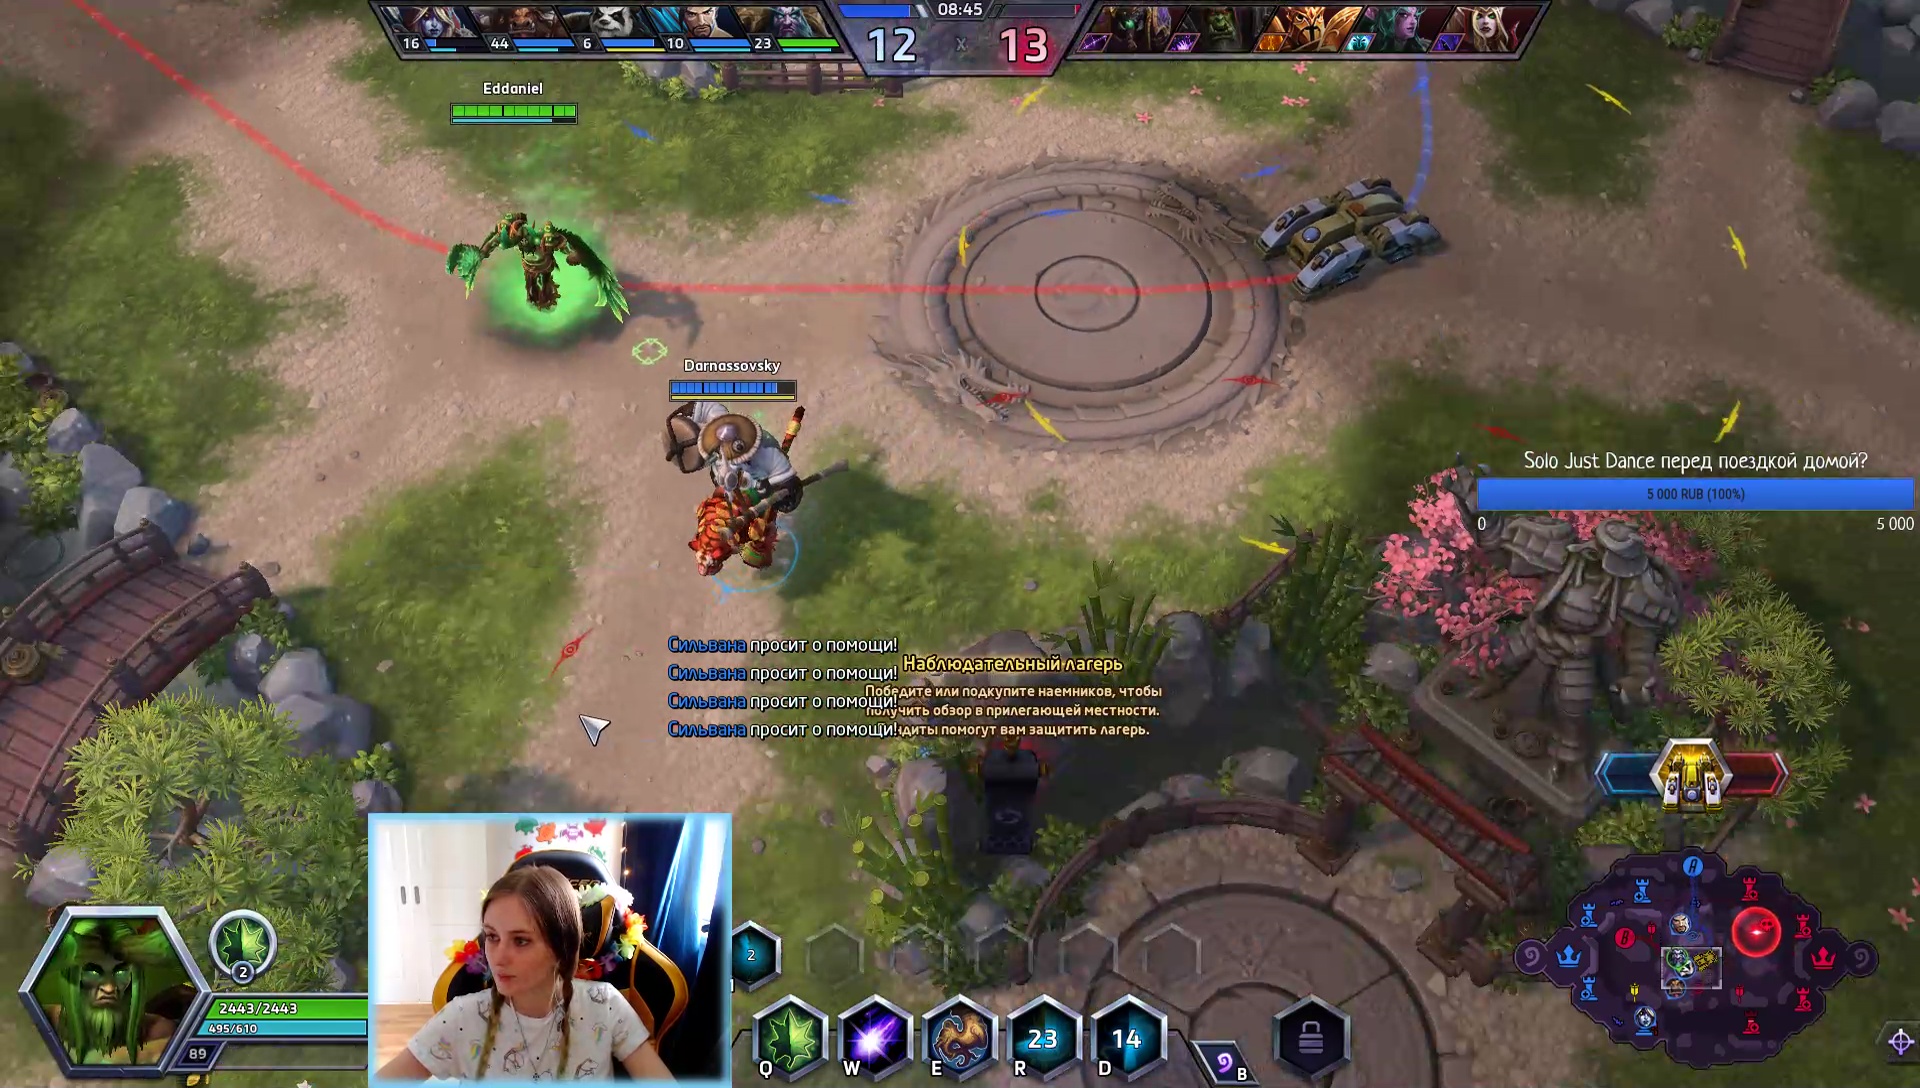 16
44
6
10
23
08:45
12
x
13
Eddaniel
Darnassovsky
Solo Just Dance перед поездкой домой?
5 000 RUB (100%)
0
5 000
Сильвана просит о помощи!
Сильвана просит о помощи!
Сильвана просит о помощи!
Сильвана просит о помощи!
Наблюдательный лагерь
Победите или подкупите наемников, чтобы
получить обзор в прилегающей местности.
диты помогут вам защитить лагерь.
2
2443/2443
495/610
89
2
Q
W
E
23
R
14
D
B